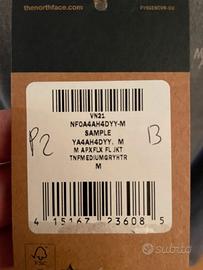 thenorthface.com
VN21
NF0A4AH4DYY-M
SAMPLE
YA4AH4DYY, M
M APXFLX FL JKT
TNFMEDIUMGRYHTR
M
P2
B
4 15167 23608 5
FSC
Subito